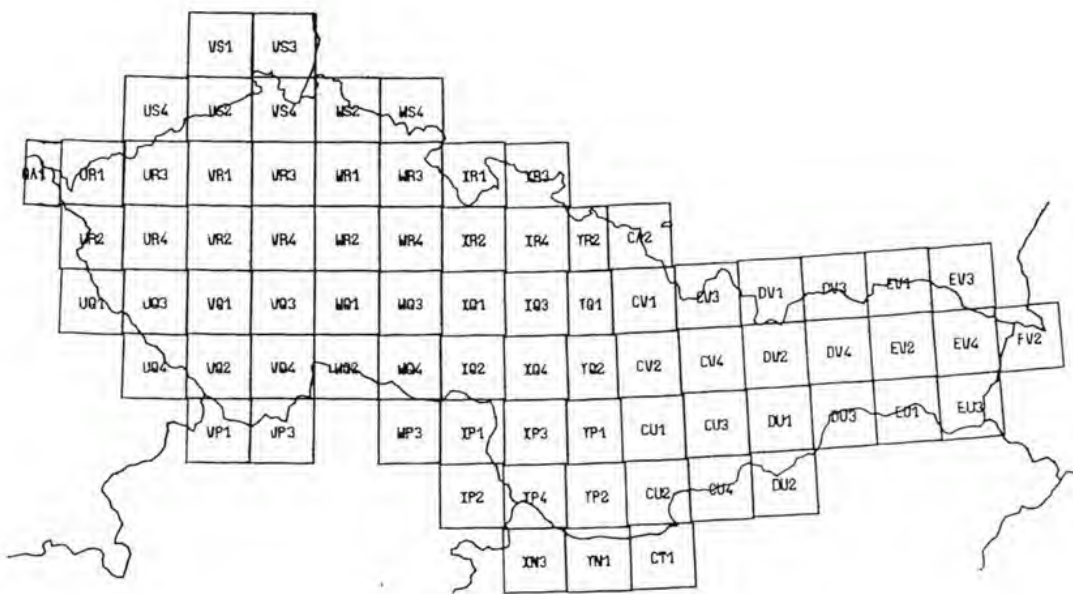 VS1 VS3
US4 VS2 VS4 WS2 WS4
QA1 UR1 UR3 VR1 VR3 WR1 WR3 XR1 XR3
UR2 UR4 VR2 VR4 WR2 WR4 XR2 XR4 YR2 CA2
UQ1 UQ3 VQ1 VQ3 WQ1 WQ3 XQ1 XQ3 YQ1 CV1 CV3 DV1 DV3 EV1 EV3
UQ4 VQ2 VQ4 WQ2 WQ4 XQ2 XQ4 YQ2 CV2 CV4 DV2 DV4 EV2 EV4 FV2
VP1 VP3 WP3 XP1 XP3 YP1 CU1 CU3 DU1 DU3 EU1 EU3
XP2 XP4 YP2 CU2 CU4 DU2
XN3 YN1 CT1